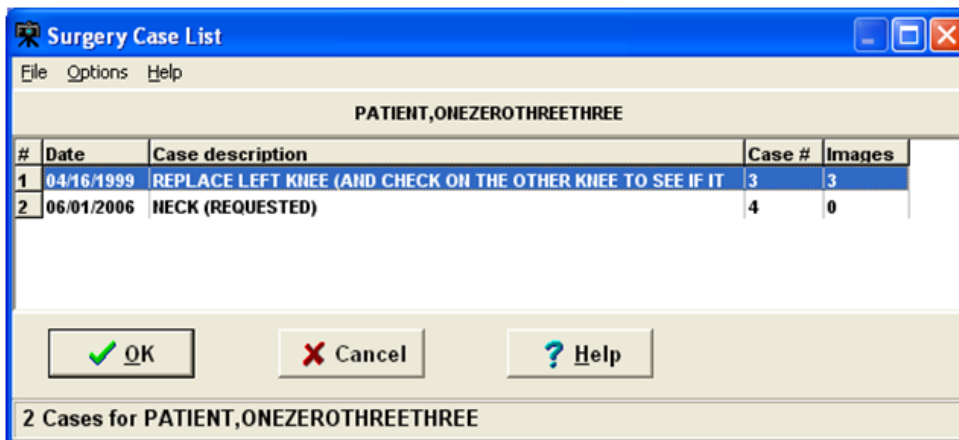 Surgery Case List
File Options Help
PATIENT,ONEZEROTHREETHREE
# Date Case description Case # Images
1 04/16/1999 REPLACE LEFT KNEE (AND CHECK ON THE OTHER KNEE TO SEE IF IT 3 3
2 06/01/2006 NECK (REQUESTED) 4 0
OK Cancel Help
2 Cases for PATIENT,ONEZEROTHREETHREE